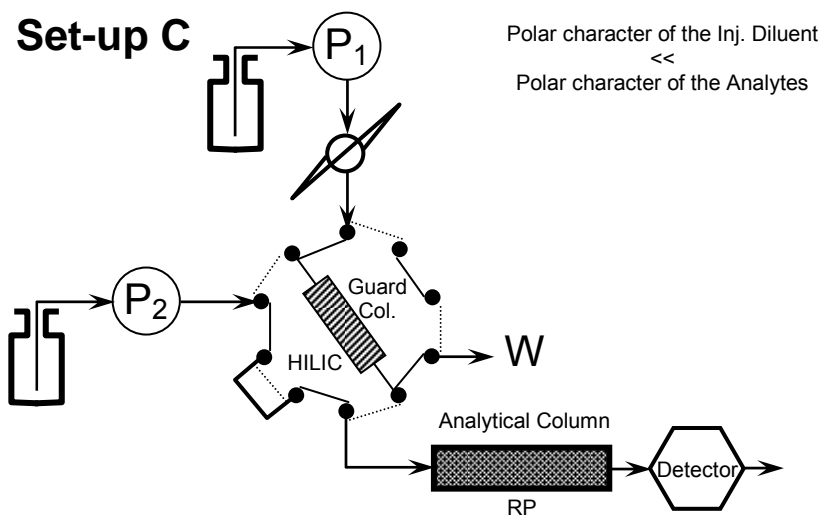 Set-up C
P1
Polar character of the Inj. Diluent
<<
Polar character of the Analytes
Guard
Col.
P2
HILIC
W
Analytical Column
Detector
RP